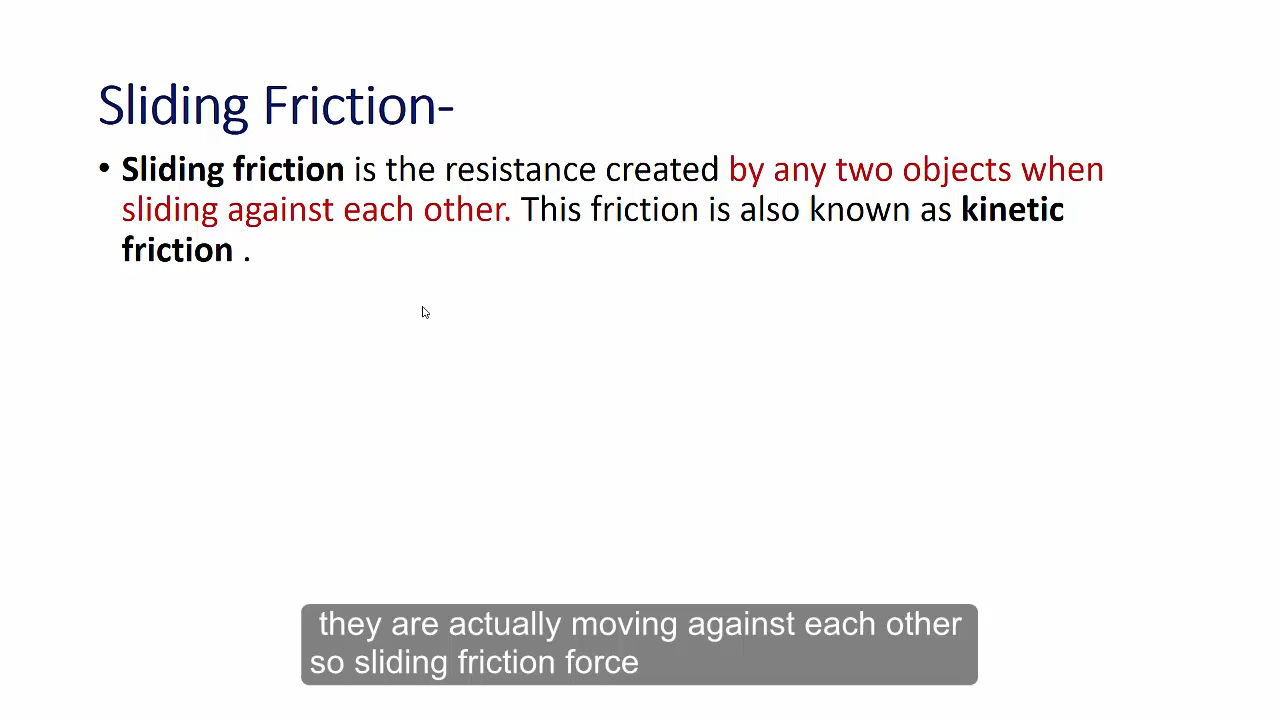 Sliding Friction-
• Sliding friction is the resistance created by any two objects when
sliding against each other. This friction is also known as kinetic
friction .
they are actually moving against each other
so sliding friction force